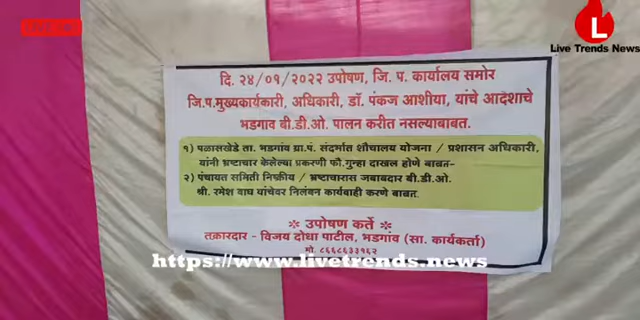 L
Live Trends News
दि. २४/०१/२०२२ उपोषण, जि. प. कार्यालय समोर
जि.प.मुख्यकार्यकारी, अधिकारी, डॉ. पंकज आशीया, यांचे आदेशाचे
भडगाव बी.डी.ओ. पालन करीत नसल्याबाबत.
१) पळासखेडे ता. भडगांव ग्रा.पं. संदर्भात शौचालय योजना / प्रशासन अधिकारी,
यांनी भ्रष्टाचार केलेल्या प्रकरणी फौ.गुन्हा दाखल होणे बाबत-
२) पंचायत समिती निष्क्रीय / भ्रष्टाचारास जबाबदार बी.डी.ओ.
श्री. रमेश वाघ यांचेवर निलंबन कार्यवाही करणे बाबत.
* उपोषण कर्ते *
तक्रारदार - विजय दोधा पाटील, भडगांव (सा. कार्यकर्ता)
मो. ८६६८६३३१६२
https://www.livetrends.news